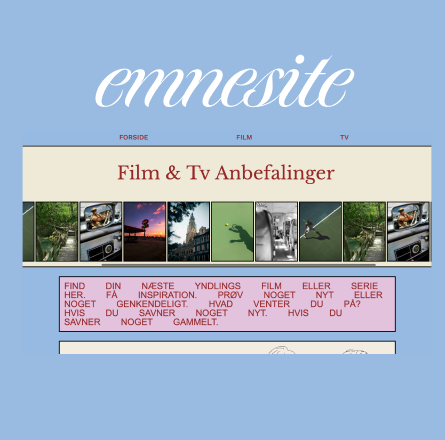 emnesite
FORSIDE FILM TV
Film & Tv Anbefalinger
FIND DIN NÆSTE YNDLINGS FILM ELLER SERIE
HER. FÅ INSPIRATION. PRØV NOGET NYT ELLER
NOGET GENKENDELIGT. HVAD VENTER DU PÅ?
HVIS DU SAVNER NOGET NYT. HVIS DU
SAVNER NOGET GAMMELT.